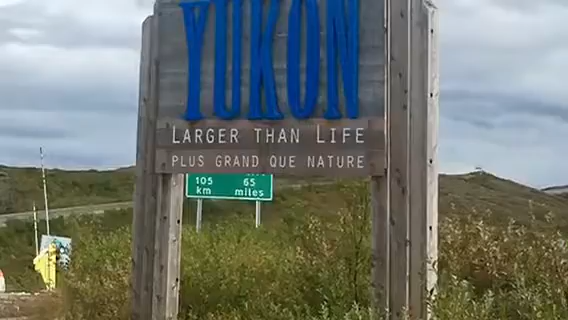 YUKON
LARGER THAN LIFE
PLUS GRAND QUE NATURE
105 65
km miles